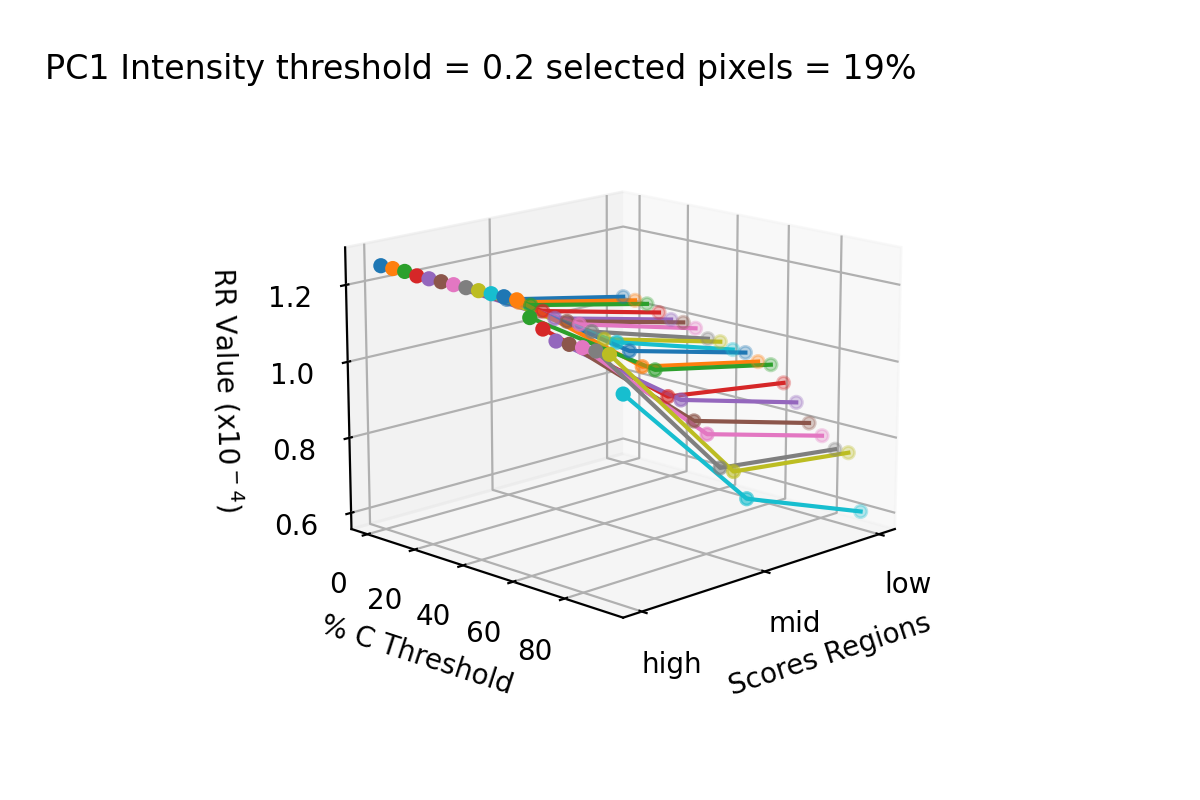 PC1 Intensity threshold = 0.2 selected pixels = 19%
RR Value (x10⁻⁴)
1.2
1.0
0.8
0.6
0
20
40
60
80
% C Threshold
high
mid
low
Scores Regions